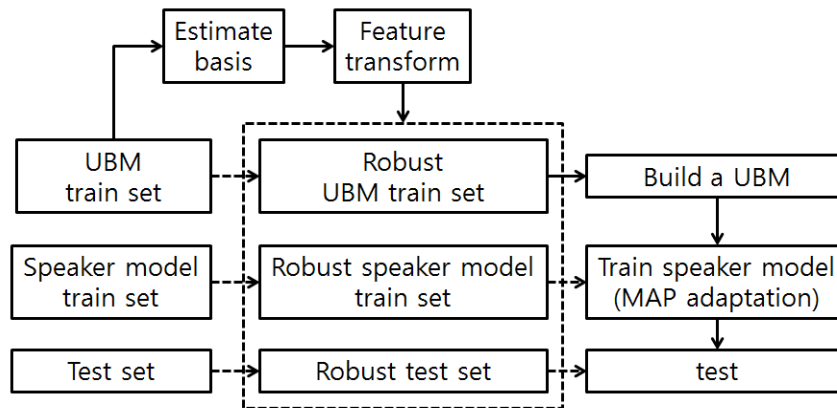 Estimate
basis
Feature
transform
UBM
train set
Robust
UBM train set
Build a UBM
Speaker model
train set
Robust speaker model
train set
Train speaker model
(MAP adaptation)
Test set
Robust test set
test